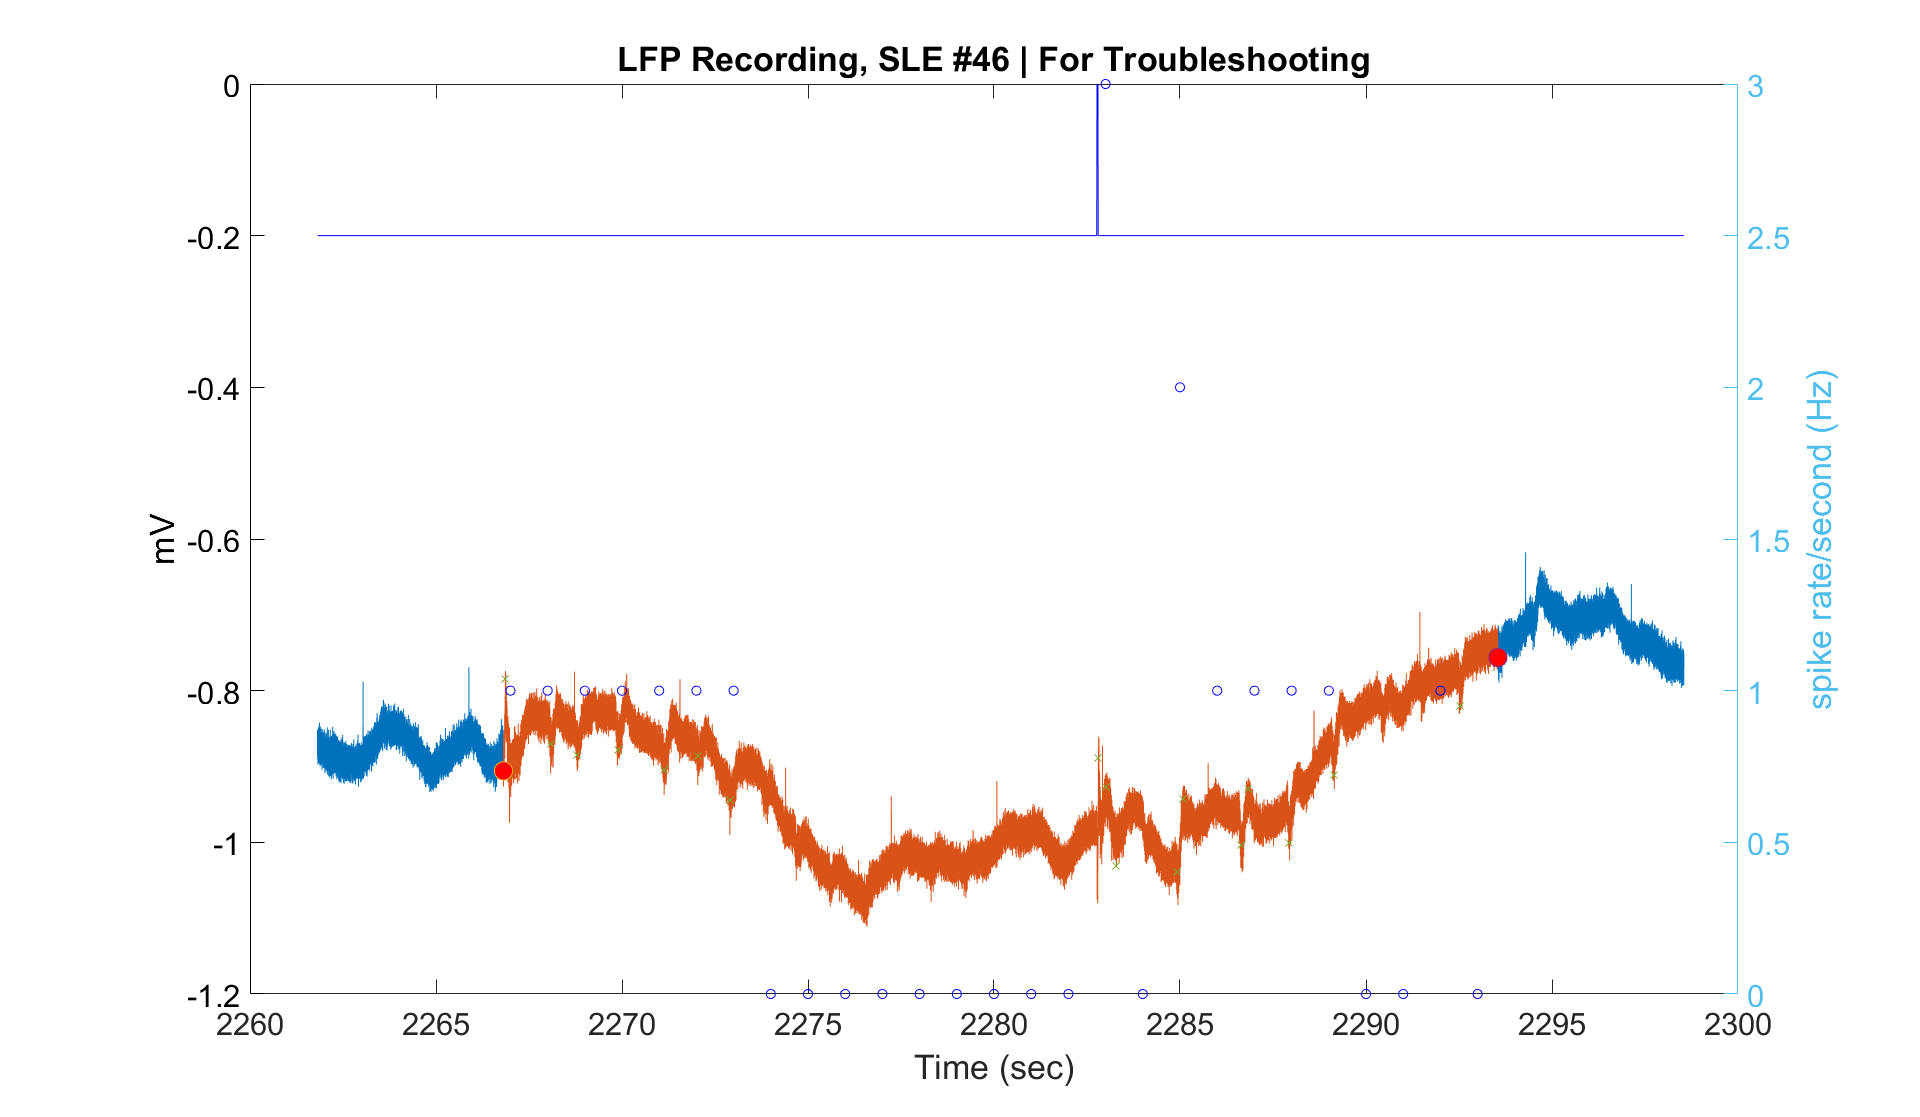 LFP Recording, SLE #46 | For Troubleshooting
0
-0.2
-0.4
-0.6
-0.8
-1
-1.2
mV
3
2.5
2
1.5
1
0.5
0
spike rate/second (Hz)
2260 2265 2270 2275 2280 2285 2290 2295 2300
Time (sec)